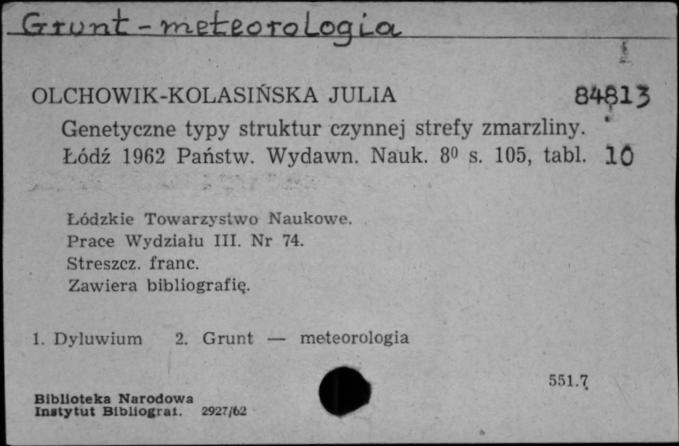 Grunt - meteorologia
OLCHOWIK-KOLASIŃSKA JULIA 84813
Genetyczne typy struktur czynnej strefy zmarzliny.
Łódź 1962 Państw. Wydawn. Nauk. 8⁰ s. 105, tabl. 10
Łódzkie Towarzystwo Naukowe.
Prace Wydziału III. Nr 74.
Streszcz. franc.
Zawiera bibliografię.
1. Dyluwium 2. Grunt — meteorologia
551.7
Biblioteka Narodowa
Instytut Bibliograf. 2927/62